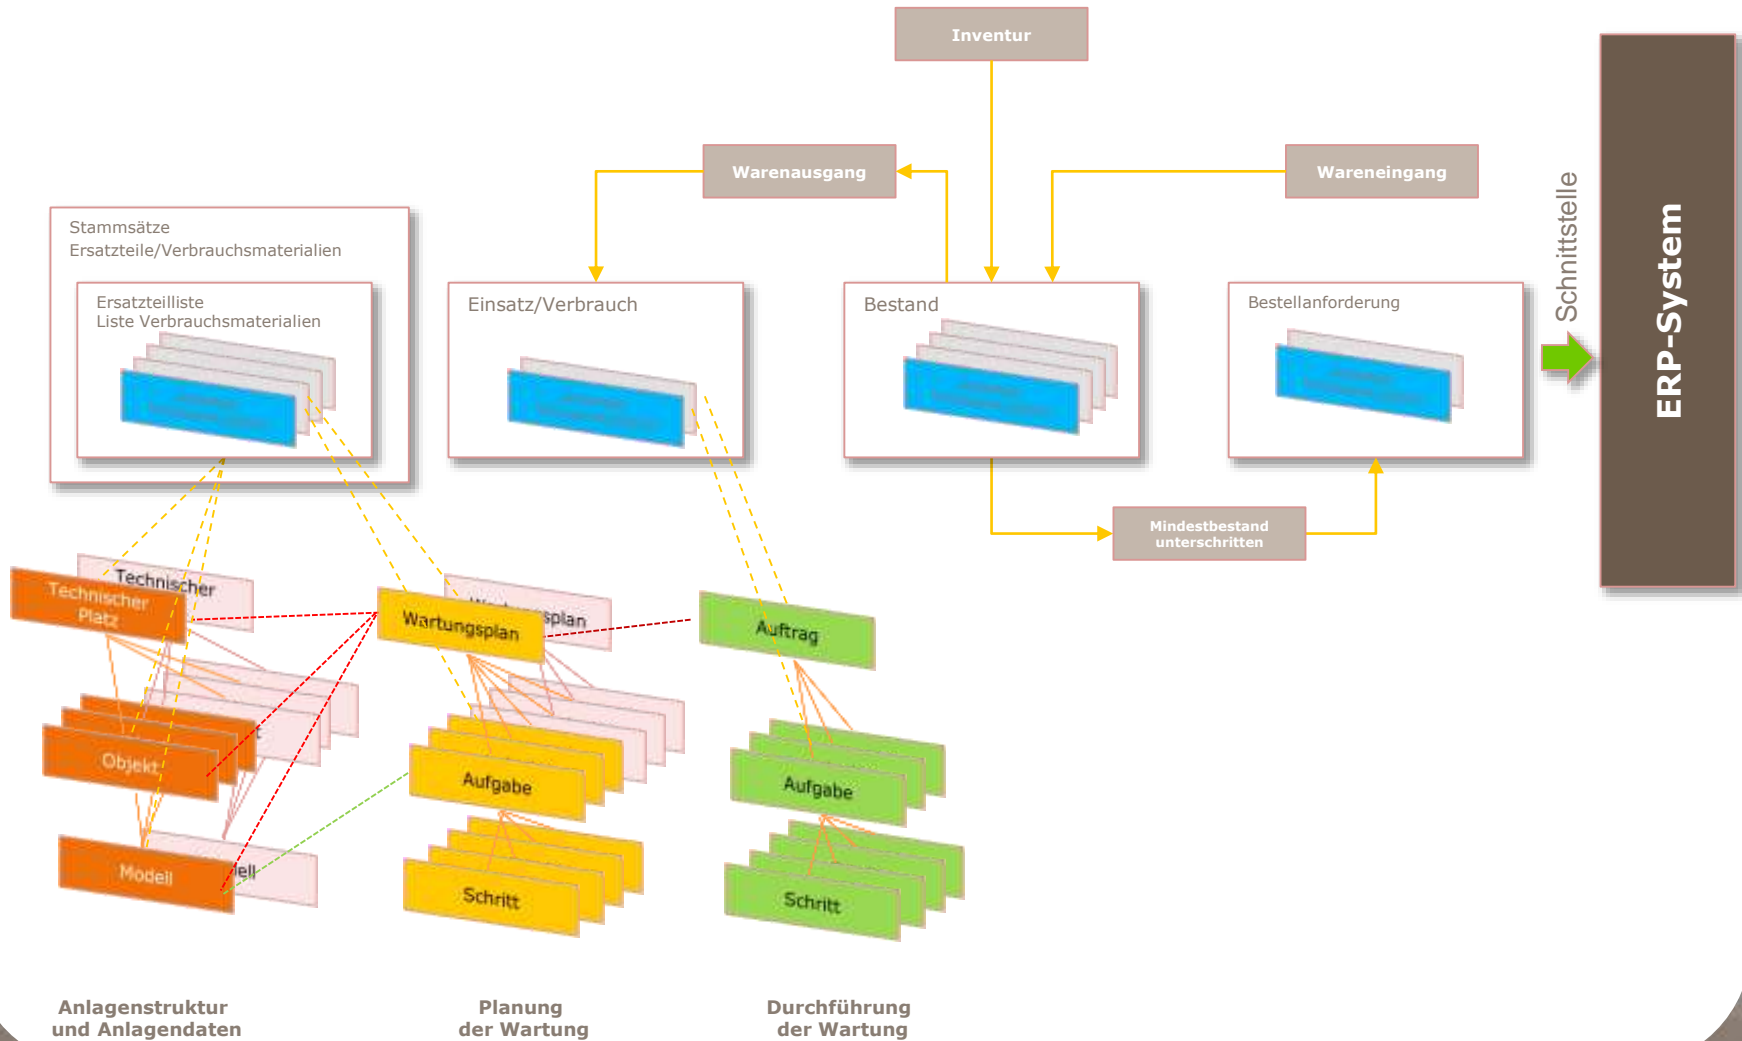 Inventur
Warenausgang
Wareneingang
Schnittstelle
ERP-System
Stammsätze
Ersatzteile/Verbrauchsmaterialien
Ersatzteilliste
Liste Verbrauchsmaterialien
Einsatz/Verbrauch
Bestand
Bestellanforderung
Mindestbestand
unterschritten
Technischer
Technischer
Platz
Wartungsplan
splan
Auftrag
Objekt
Aufgabe
Aufgabe
Modell
ell
Schritt
Schritt
Anlagenstruktur
und Anlagendaten
Planung
der Wartung
Durchführung
der Wartung